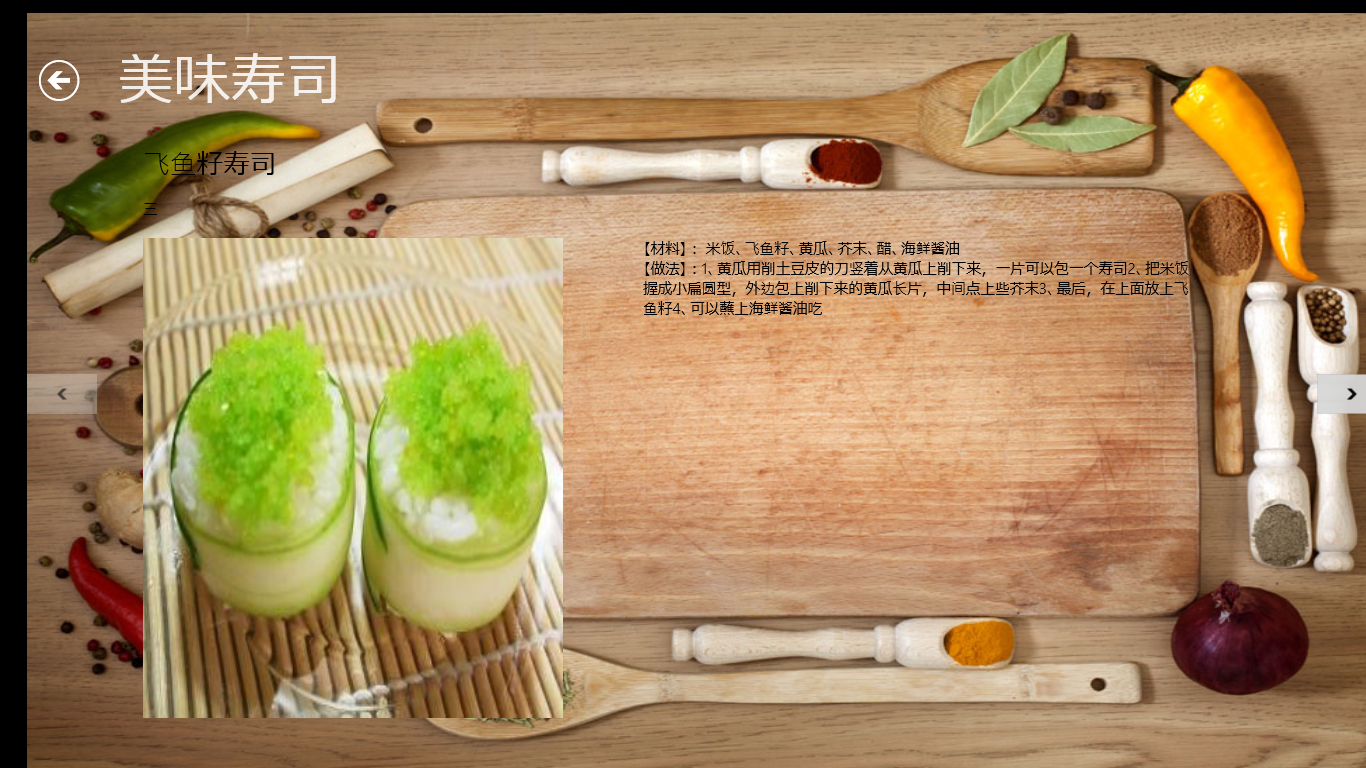 美味寿司
飞鱼籽寿司
三
【材料】：米饭、飞鱼籽、黄瓜、芥末、醋、海鲜酱油
【做法】：1、黄瓜用削土豆皮的刀竖着从黄瓜上削下来，一片可以包一个寿司2、把米饭
握成小扁圆型，外边包上削下来的黄瓜长片，中间点上些芥末3、最后，在上面放上飞
鱼籽4、可以蘸上海鲜酱油吃